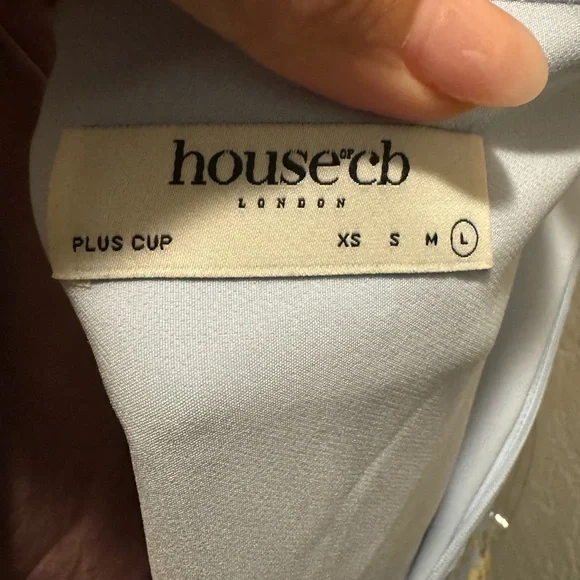 house OF cb
LONDON
PLUS CUP XS S M L